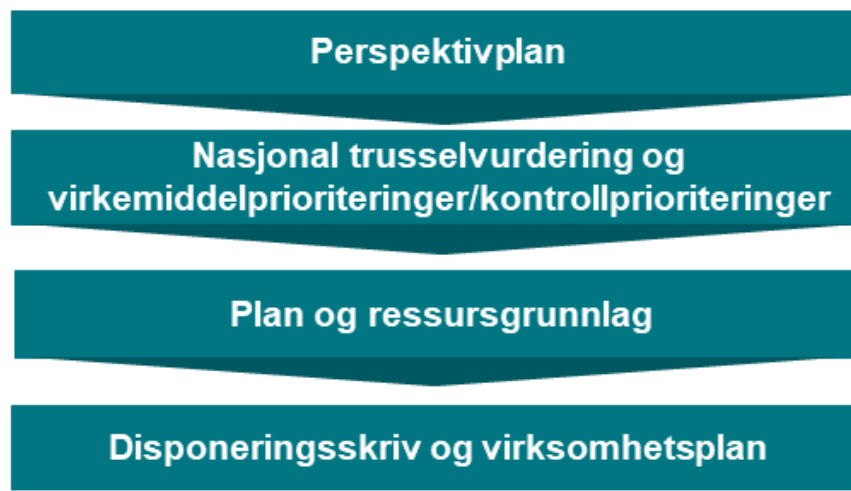 Perspektivplan
Nasjonal trusselvurdering og
virkemiddelprioriteringer/kontrollprioriteringer
Plan og ressursgrunnlag
Disponeringsskriv og virksomhetsplan